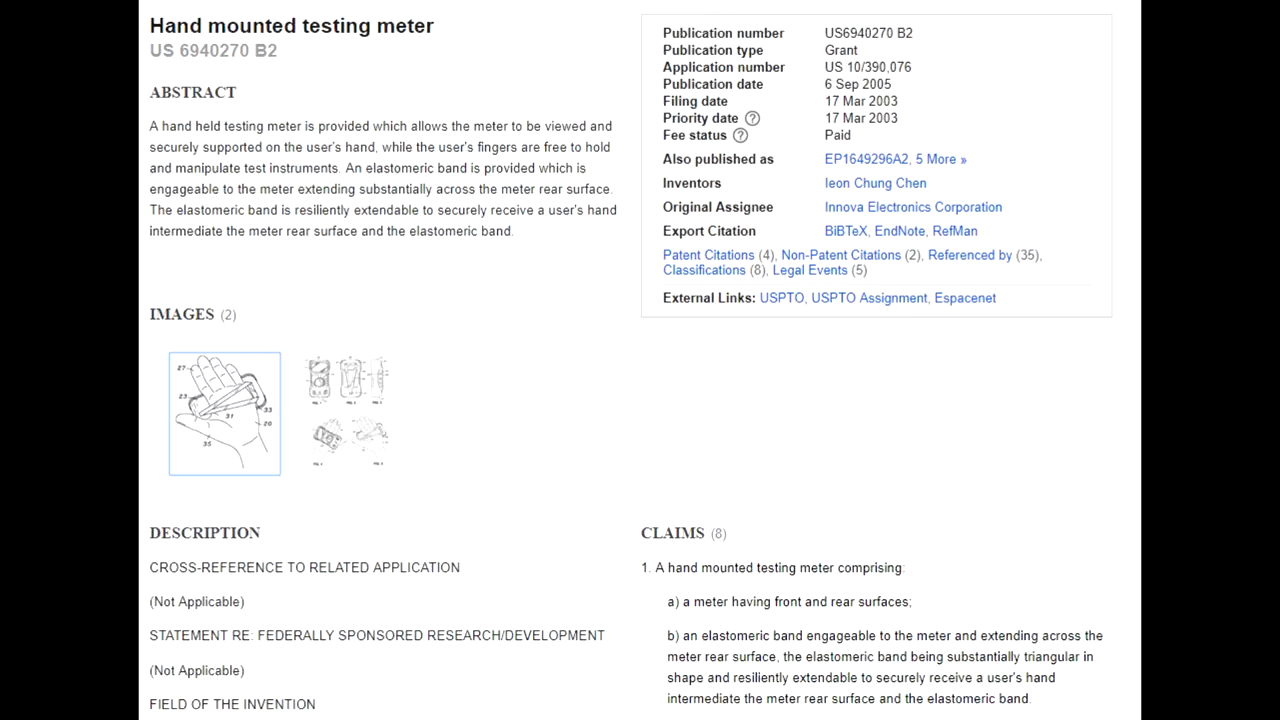 Hand mounted testing meter
US 6940270 B2
ABSTRACT
A hand held testing meter is provided which allows the meter to be viewed and
securely supported on the user's hand, while the user's fingers are free to hold
and manipulate test instruments. An elastomeric band is provided which is
engageable to the meter extending substantially across the meter rear surface.
The elastomeric band is resiliently extendable to securely receive a user's hand
intermediate the meter rear surface and the elastomeric band.
Publication number US6940270 B2
Publication type Grant
Application number US 10/390,076
Publication date 6 Sep 2005
Filing date 17 Mar 2003
Priority date ? 17 Mar 2003
Fee status ? Paid
Also published as EP1649296A2, 5 More »
Inventors Ieon Chung Chen
Original Assignee Innova Electronics Corporation
Export Citation BiBTeX, EndNote, RefMan
Patent Citations (4), Non-Patent Citations (2), Referenced by (35),
Classifications (8), Legal Events (5)
External Links: USPTO, USPTO Assignment, Espacenet
IMAGES (2)
27
23
33
31
20
35
DESCRIPTION
CROSS-REFERENCE TO RELATED APPLICATION
(Not Applicable)
STATEMENT RE: FEDERALLY SPONSORED RESEARCH/DEVELOPMENT
(Not Applicable)
FIELD OF THE INVENTION
CLAIMS (8)
1. A hand mounted testing meter comprising:
a) a meter having front and rear surfaces;
b) an elastomeric band engageable to the meter and extending across the
meter rear surface, the elastomeric band being substantially triangular in
shape and resiliently extendable to securely receive a user's hand
intermediate the meter rear surface and the elastomeric band.